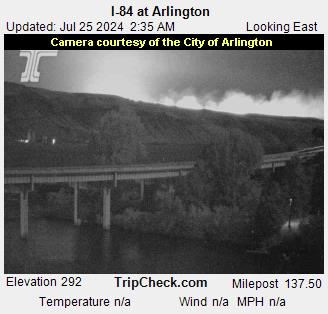 I-84 at Arlington
Updated: Jul 25 2024 2:35 AM Looking East
Camera courtesy of the City of Arlington
Elevation 292 TripCheck.com Milepost 137.50
Temperature n/a Wind n/a MPH n/a